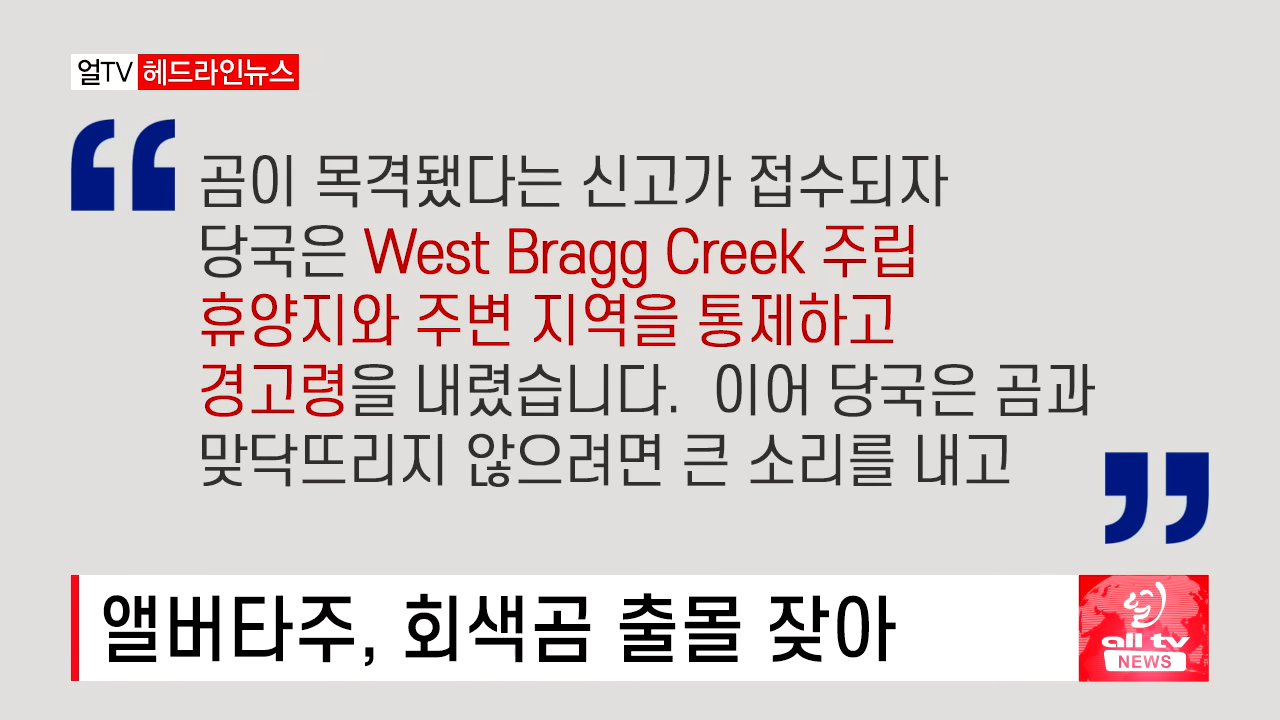 얼TV 헤드라인뉴스
곰이 목격됐다는 신고가 접수되자
당국은 West Bragg Creek 주립
휴양지와 주변 지역을 통제하고
경고령을 내렸습니다. 이어 당국은 곰과
맞닥뜨리지 않으려면 큰 소리를 내고
앨버타주, 회색곰 출몰 잦아
all tv
NEWS